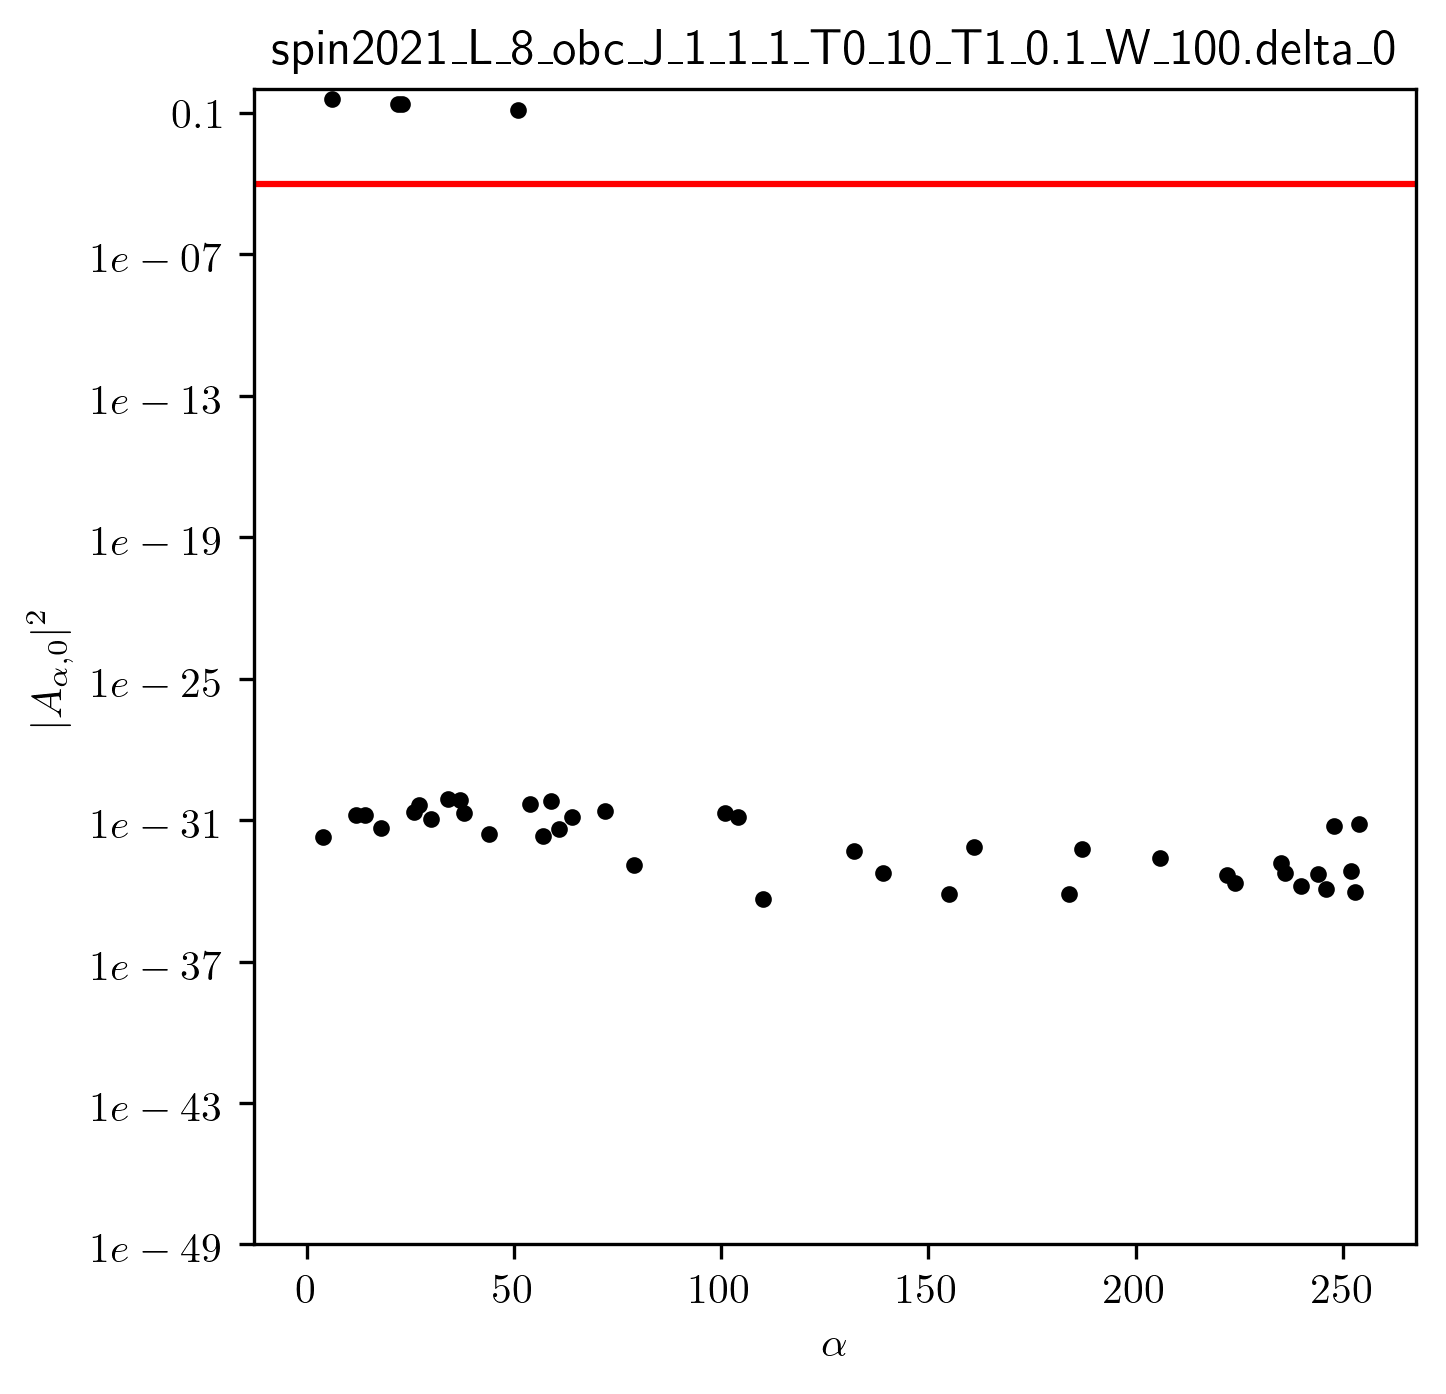 spin2021_L_8_obc_J_1_1_1_T0_10_T1_0.1_W_100.delta_0
0.1
1e − 07
1e − 13
1e − 19
1e − 25
1e − 31
1e − 37
1e − 43
1e − 49
|A_{α,0}|²
0 50 100 150 200 250
α